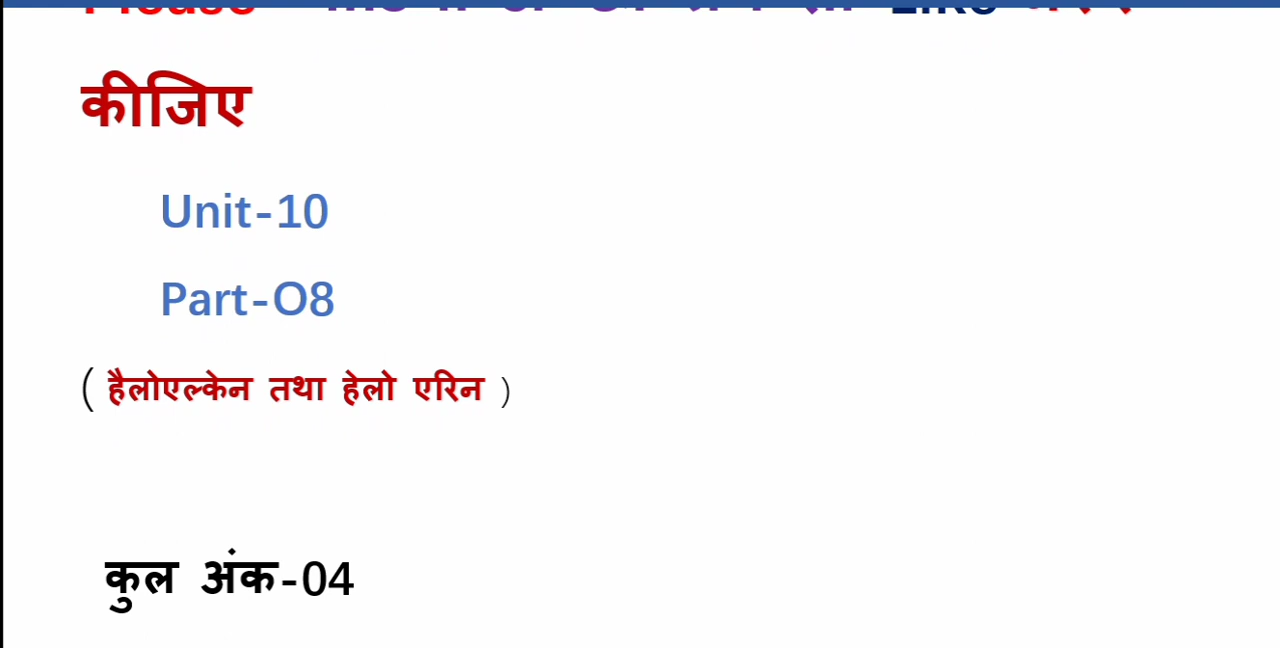 कीजिए
Unit-10
Part-O8
( हैलोएल्केन तथा हेलो एरिन )
कुल अंक-04